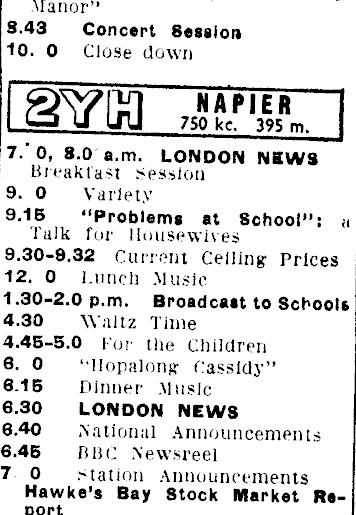 Manor"
8.43 Concert Session
10. 0 Close down
2YH NAPIER
750 kc. 395 m.
7. 0, 8.0 a.m. LONDON NEWS
Breakfast Session
9. 0 Variety
9.15 "Problems at School": a
Talk for Housewives
9.30-9.32 Current Ceiling Prices
12. 0 Lunch Music
1.30-2.0 p.m. Broadcast to Schools
4.30 Waltz Time
4.45-5.0 For the Children
6. 0 "Hopalong Cassidy"
6.15 Dinner Music
6.30 LONDON NEWS
6.40 National Announcements
6.45 BBC Newsreel
7 0 Station Announcements
Hawke's Bay Stock Market Re-
port